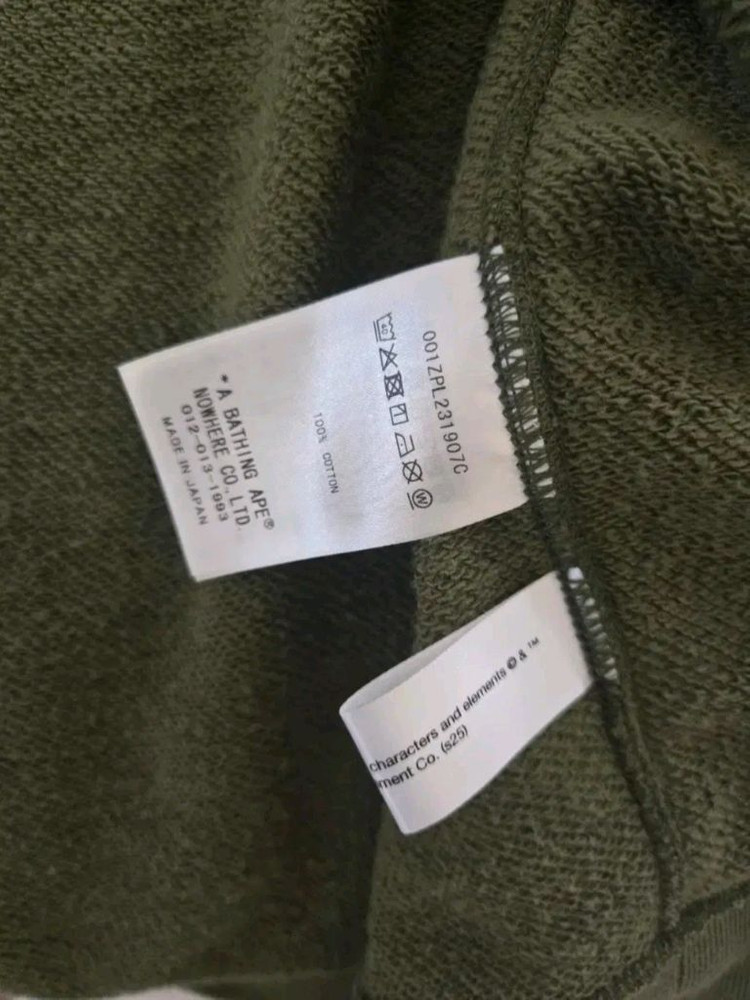 001ZPL231907C
40
W
100% COTTON
*A BATHING APE®
NOWHERE CO.,LTD.
012-013-1993
MADE IN JAPAN
characters and elements © & ™
ment Co. (s25)